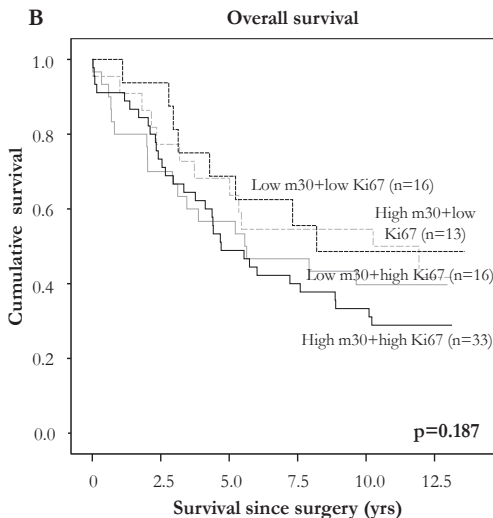 B
Overall survival
Cumulative survival
1.0
0.8
0.6
0.4
0.2
0.0
Low m30+low Ki67 (n=16)
High m30+low
Ki67 (n=13)
Low m30+high Ki67 (n=16)
High m30+high Ki67 (n=33)
p=0.187
0 2.5 5.0 7.5 10.0 12.5
Survival since surgery (yrs)